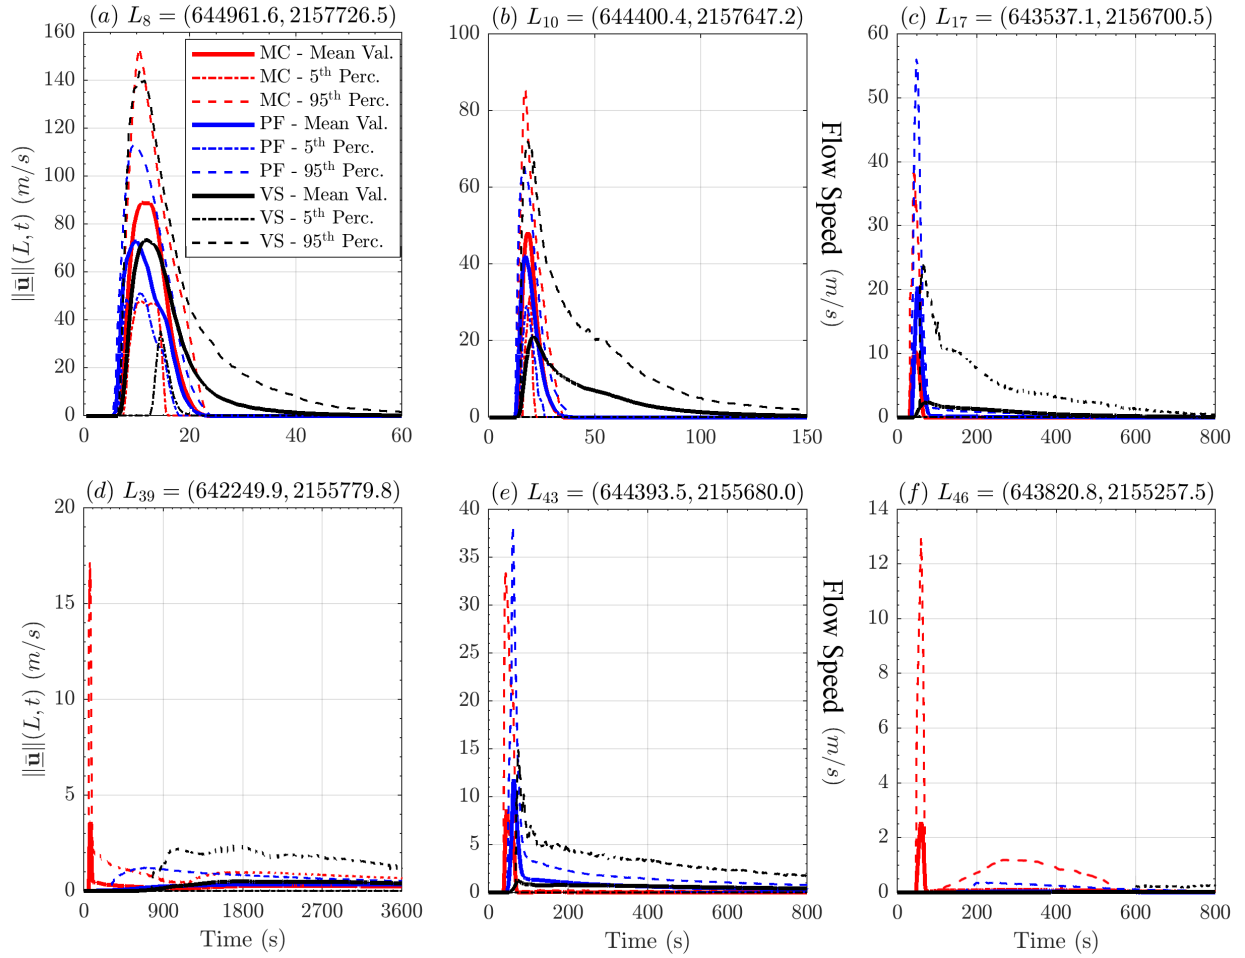 (a) L₈ = (644961.6, 2157726.5)
(b) L₁₀ = (644400.4, 2157647.2)
(c) L₁₇ = (643537.1, 2156700.5)
160
140
120
100
80
60
40
20
0
||ū||(L, t) (m/s)
MC - Mean Val.
MC - 5th Perc.
MC - 95th Perc.
PF - Mean Val.
PF - 5th Perc.
PF - 95th Perc.
VS - Mean Val.
VS - 5th Perc.
VS - 95th Perc.
0 20 40 60
100
80
60
40
20
0
0 50 100 150
Flow Speed (m/s)
60
50
40
30
20
10
0
0 200 400 600 800
(d) L₃₉ = (642249.9, 2155779.8)
(e) L₄₃ = (644393.5, 2155680.0)
(f) L₄₆ = (643820.8, 2155257.5)
20
15
10
5
0
||ū||(L, t) (m/s)
0 900 1800 2700 3600
Time (s)
40
35
30
25
20
15
10
5
0
0 200 400 600 800
Time (s)
Flow Speed (m/s)
14
12
10
8
6
4
2
0
0 200 400 600 800
Time (s)